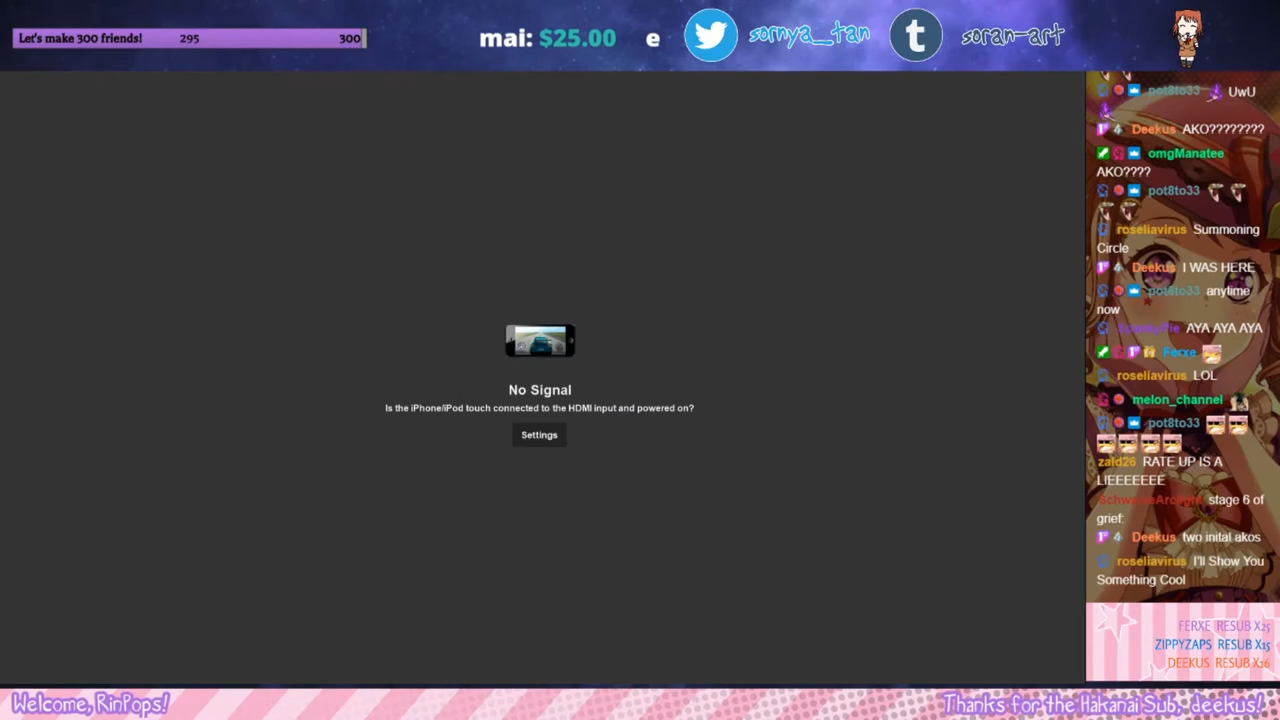 Let's make 300 friends! 295 300
mai: $25.00 e
sornya_tan
soran-art
pot8to33 UwU
Deekus AKO????????
omgManatee
AKO????
pot8to33
roseliavirus Summoning
Circle
Deekus I WAS HERE
pot8to33 anytime
now
AYA AYA AYA
Ferxe
roseliavirus LOL
melon_channel
pot8to33
zald26 RATE UP IS A
LIEEEEEEE
stage 6 of
grief:
Deekus two inital akos
roseliavirus I'll Show You
Something Cool
No Signal
Is the iPhone/iPod touch connected to the HDMI input and powered on?
Settings
FERXE RESUB X25
ZIPPYZAPS RESUB X15
DEEKUS RESUB X16
Welcome, RinPops!
Thanks for the Hakanai Sub, deekus!